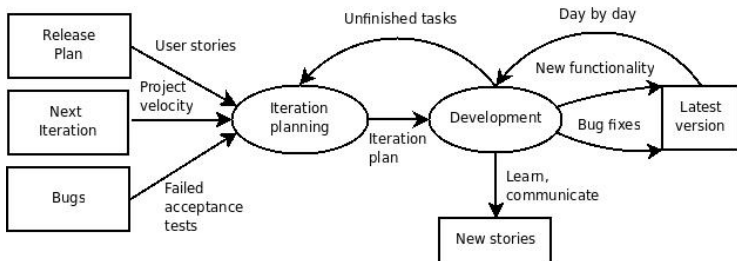 Unfinished tasks
Day by day
Release
Plan
User stories
New functionality
Project
velocity
Next
Iteration
Iteration
planning
Development
Latest
version
Iteration
plan
Bug fixes
Bugs
Failed
acceptance
tests
Learn,
communicate
New stories